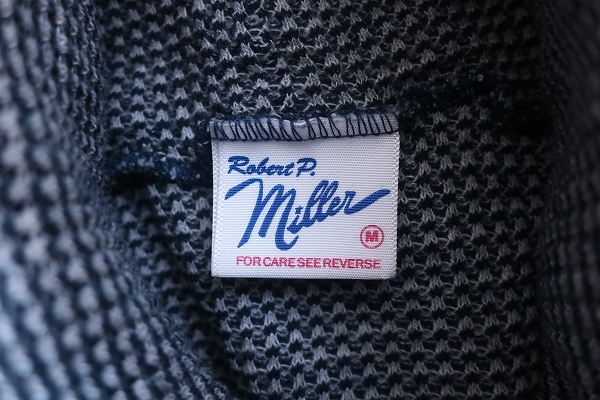 Robert P.
Miller
M
FOR CARE SEE REVERSE